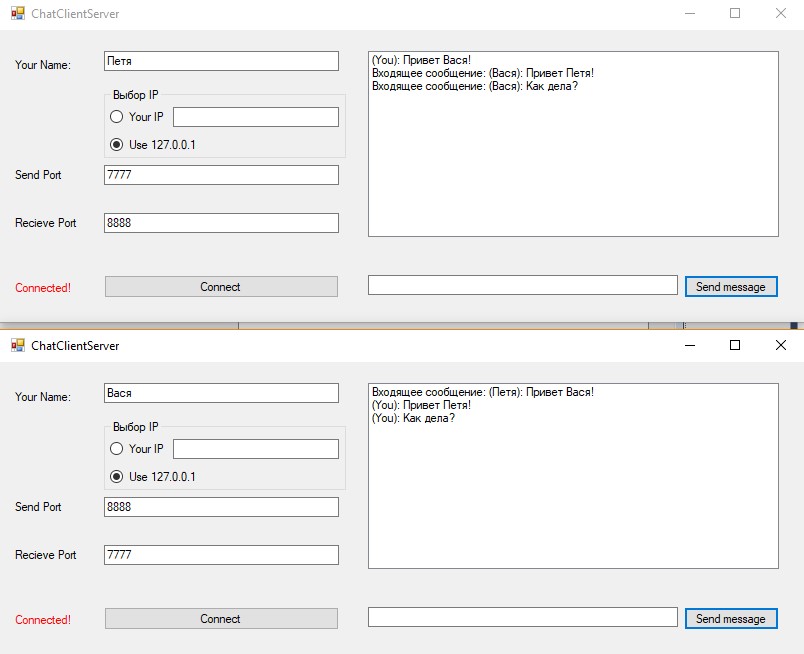 ChatClientServer
Your Name:
Петя
Выбор IP
Your IP
Use 127.0.0.1
Send Port
7777
Recieve Port
8888
Connected!
Connect
(You): Привет Вася!
Входящее сообщение: (Вася): Привет Петя!
Входящее сообщение: (Вася): Как дела?
Send message
ChatClientServer
Your Name:
Вася
Выбор IP
Your IP
Use 127.0.0.1
Send Port
8888
Recieve Port
7777
Connected!
Connect
Входящее сообщение: (Петя): Привет Вася!
(You): Привет Петя!
(You): Как дела?
Send message